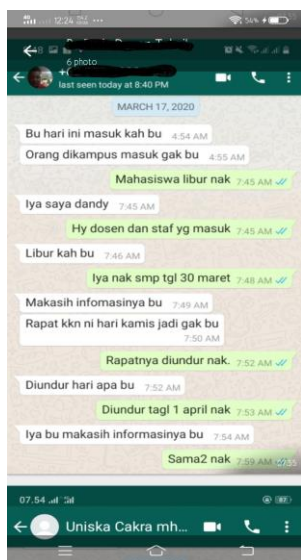 12:24
54%
6 photo
last seen today at 8:40 PM
MARCH 17, 2020
Bu hari ini masuk kah bu 4:54 AM
Orang dikampus masuk gak bu 4:55 AM
Mahasiswa libur nak 7:45 AM
Iya saya dandy 7:45 AM
Hy dosen dan staf yg masuk 7:45 AM
Libur kah bu 7:46 AM
Iya nak smp tgl 30 maret 7:48 AM
Makasih infomasinya bu 7:49 AM
Rapat kkn ni hari kamis jadi gak bu
7:50 AM
Rapatnya diundur nak. 7:52 AM
Diundur hari apa bu 7:52 AM
Diundur tagl 1 april nak 7:53 AM
Iya bu makasih informasinya bu 7:54 AM
Sama2 nak 7:59 AM
07.54
Uniska Cakra mh...